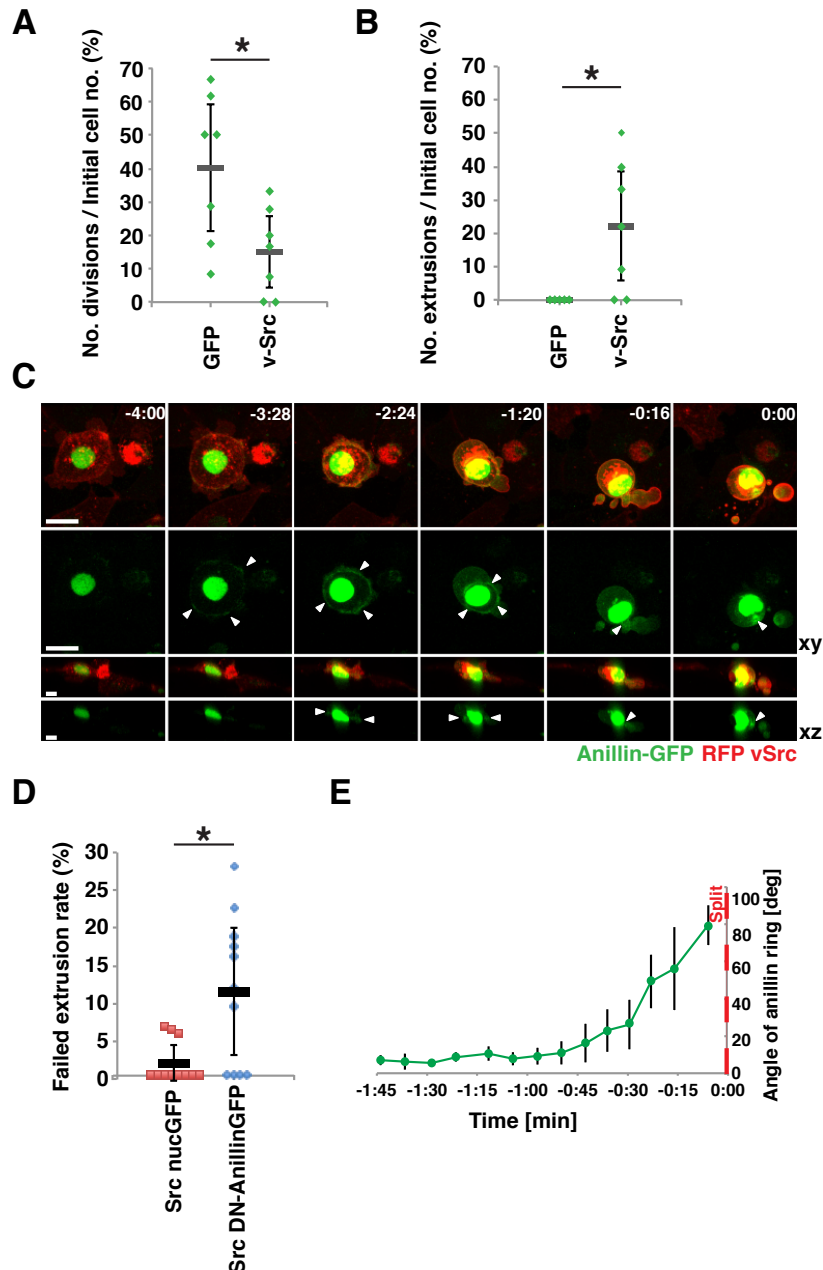 A
No. divisions / Initial cell no. (%)
70
60
50
40
30
20
10
0
*
GFP
v-Src
B
No. extrusions / Initial cell no. (%)
70
60
50
40
30
20
10
0
*
GFP
v-Src
C
-4:00
-3:28
-2:24
-1:20
-0:16
0:00
xy
xz
Anillin-GFP RFP vSrc
D
Failed extrusion rate (%)
30
25
20
15
10
5
0
*
Src nucGFP
Src DN-AnillinGFP
E
Split
100
80
60
40
20
0
Angle of anillin ring [deg]
-1:45 -1:30 -1:15 -1:00 -0:45 -0:30 -0:15 0:00
Time [min]